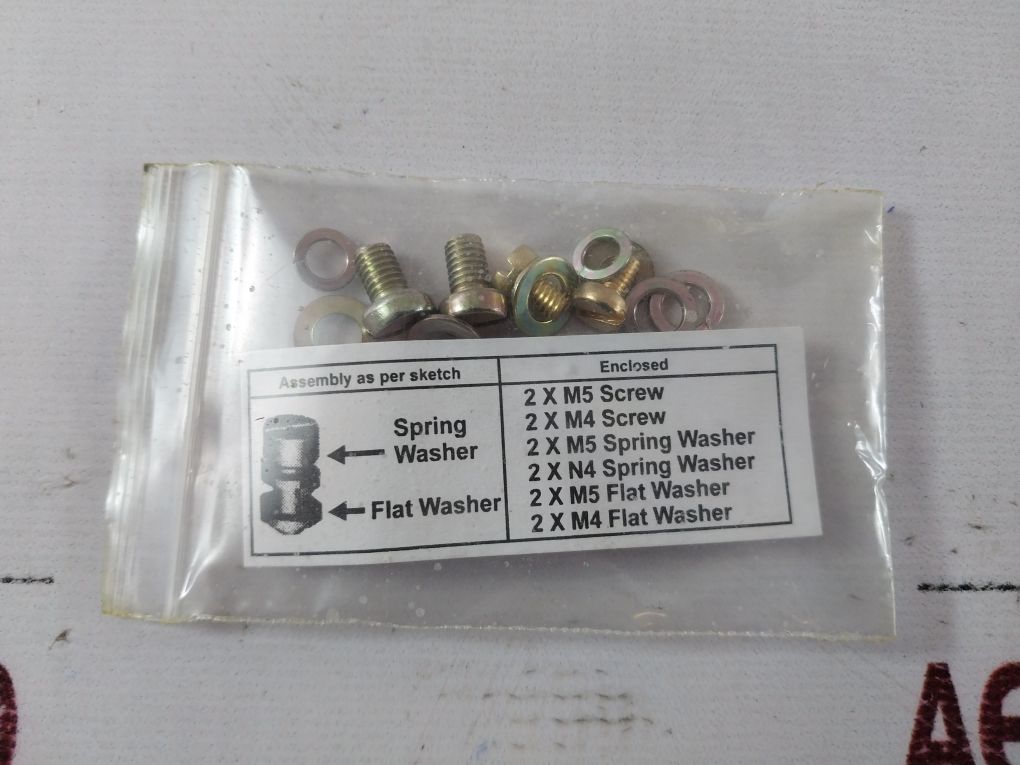 Assembly as per sketch
Spring
Washer
Flat Washer
Enclosed
2 X M5 Screw
2 X M4 Screw
2 X M5 Spring Washer
2 X N4 Spring Washer
2 X M5 Flat Washer
2 X M4 Flat Washer